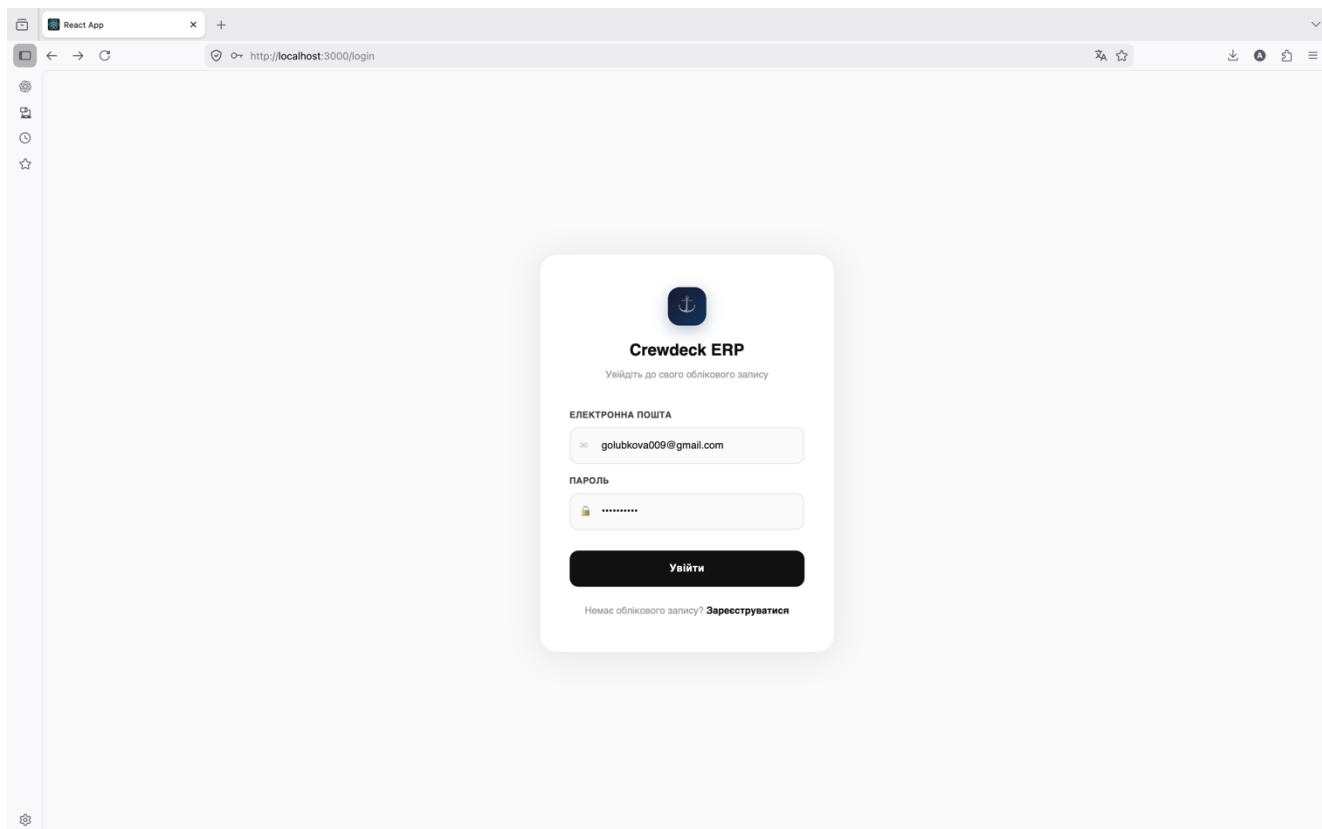 React App
http://localhost:3000/login
A
Crewdeck ERP
Увійдіть до свого облікового запису
ЕЛЕКТРОННА ПОШТА
golubkova009@gmail.com
ПАРОЛЬ
••••••••••
Увійти
Немає облікового запису? Зареєструватися